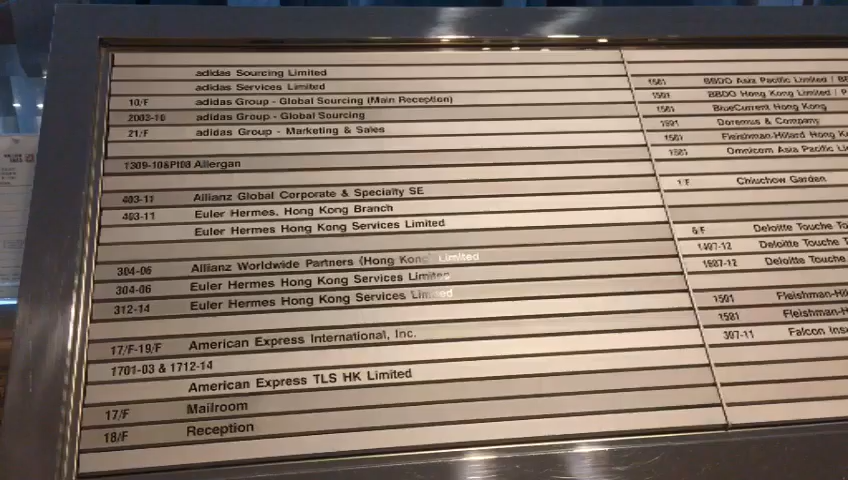 adidas Sourcing Limited
adidas Services Limited
10/F adidas Group - Global Sourcing (Main Reception)
2003-10 adidas Group - Global Sourcing
21/F adidas Group - Marketing & Sales
Allergan
403-11 Allianz Global Corporate & Specialty SE
403-11 Euler Hermes, Hong Kong Branch
Euler Hermes Hong Kong Services Limited
304-06 Allianz Worldwide Partners (Hong Kong) Limited
304-06 Euler Hermes Hong Kong Services Limited
312-14 Euler Hermes Hong Kong Services Limited
17/F-19/F American Express International, Inc.
1701-03 & 1712-14
American Express TLS HK Limited
17/F Mailroom
18/F Reception
1501 BBDO Asia Pacific Limited /
1501 BBDO Hong Kong Limited /
1501 BlueCurrent Hong Kong
1501 Doremus & Company
1501 Fleishman-Hillard Hong
1501 Omnicom Asia Pacific
1/F Chiuchow Garden
6/F Deloitte Touche
1407-12 Deloitte Touche
1507-12 Deloitte Touche
1501
1501
307-11 Falcon